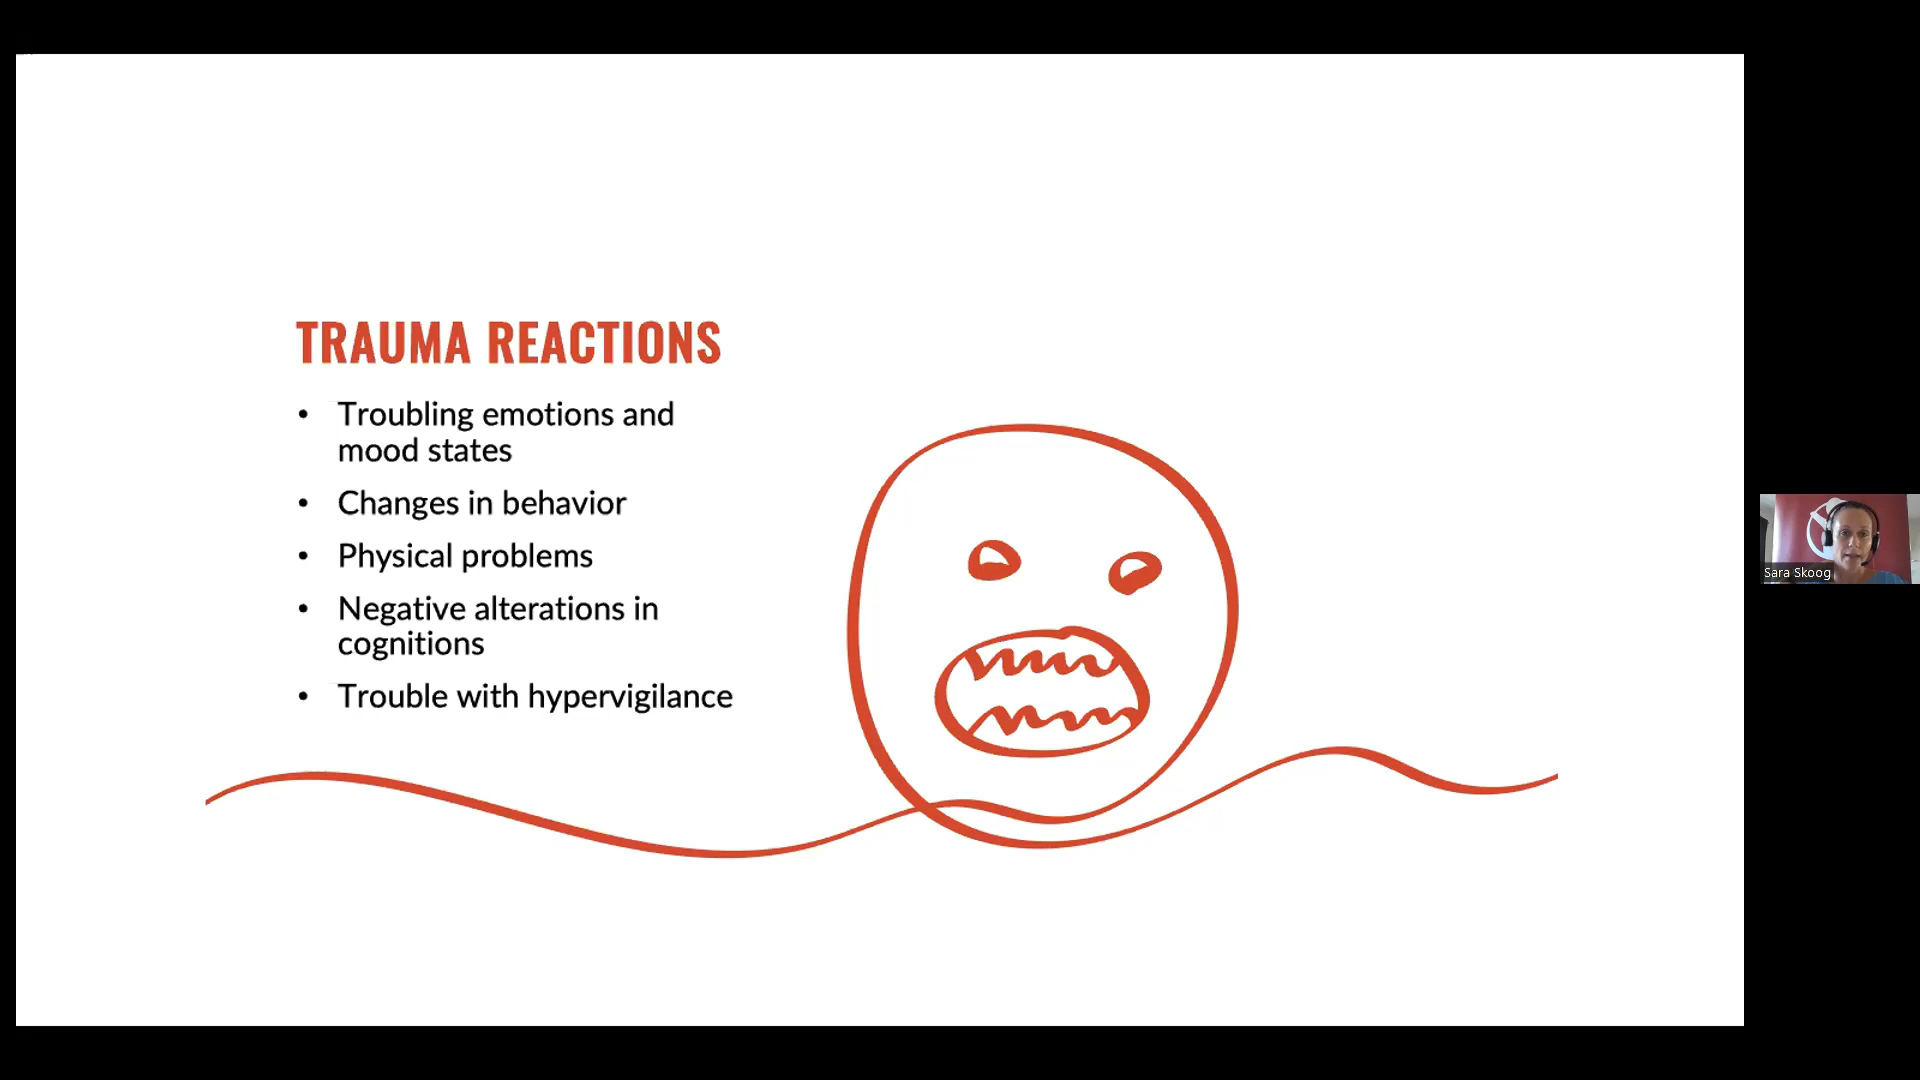 TRAUMA REACTIONS
• Troubling emotions and
mood states
• Changes in behavior
• Physical problems
• Negative alterations in
cognitions
• Trouble with hypervigilance
Sara Skoog